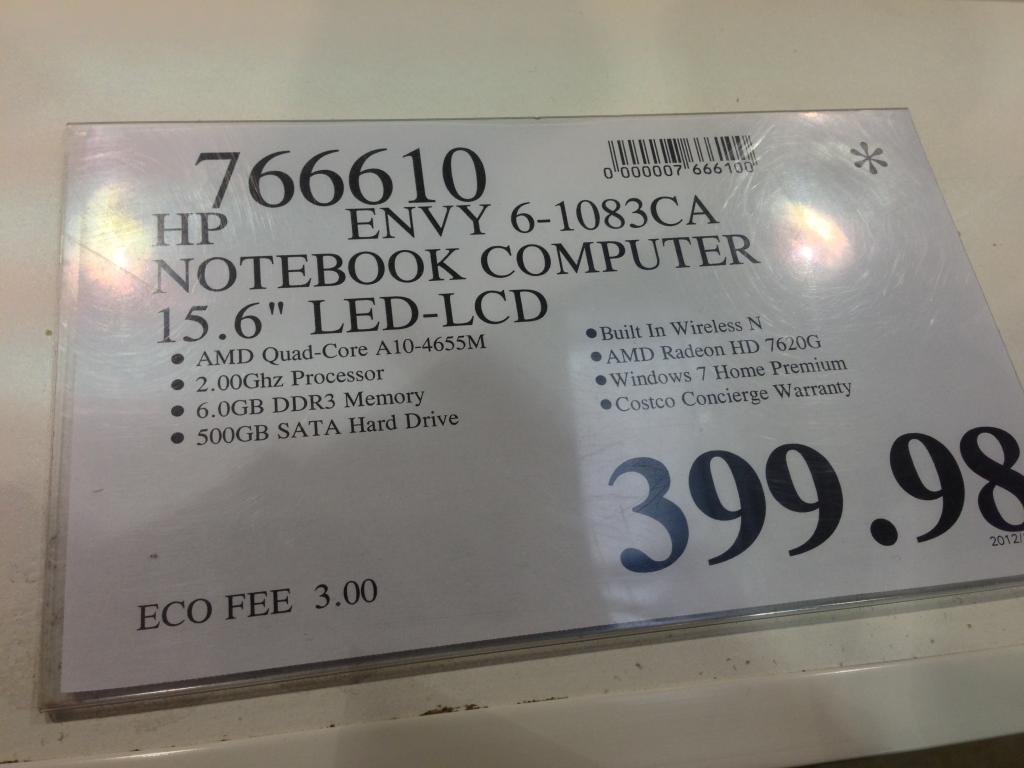 766610
0 000007 666100
*
HP ENVY 6-1083CA
NOTEBOOK COMPUTER
15.6" LED-LCD
• AMD Quad-Core A10-4655M
• 2.00Ghz Processor
• 6.0GB DDR3 Memory
• 500GB SATA Hard Drive
• Built In Wireless N
• AMD Radeon HD 7620G
• Windows 7 Home Premium
• Costco Concierge Warranty
399.98
2012/
ECO FEE 3.00